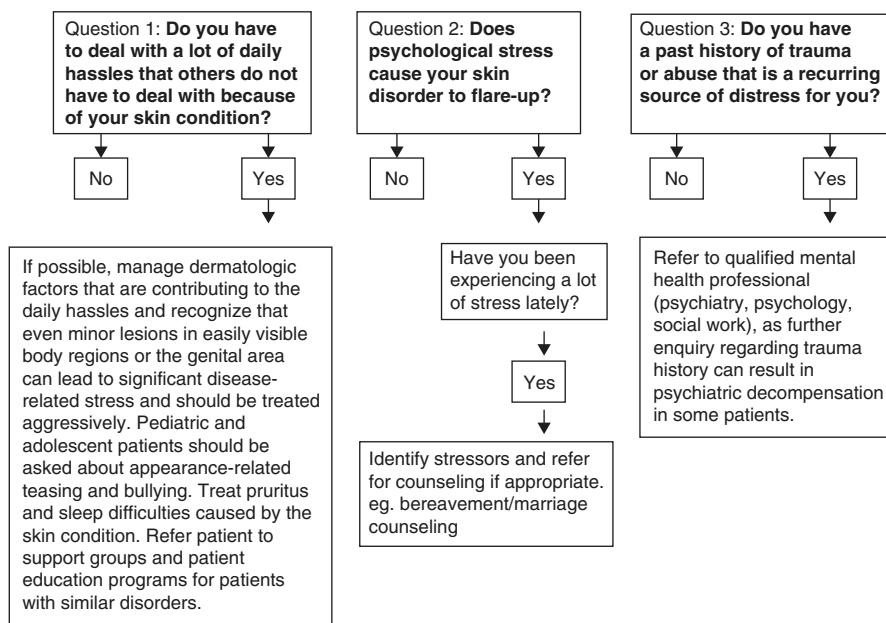 Question 1: Do you have
to deal with a lot of daily
hassles that others do not
have to deal with because
of your skin condition?
No
Yes
If possible, manage dermatologic
factors that are contributing to the
daily hassles and recognize that
even minor lesions in easily visible
body regions or the genital area
can lead to significant disease-
related stress and should be treated
aggressively. Pediatric and
adolescent patients should be
asked about appearance-related
teasing and bullying. Treat pruritus
and sleep difficulties caused by the
skin condition. Refer patient to
support groups and patient
education programs for patients
with similar disorders.
Question 2: Does
psychological stress
cause your skin
disorder to flare-up?
No
Yes
Have you been
experiencing a lot
of stress lately?
Yes
Identify stressors and refer
for counseling if appropriate.
eg. bereavement/marriage
counseling
Question 3: Do you have
a past history of trauma
or abuse that is a recurring
source of distress for you?
No
Yes
Refer to qualified mental
health professional
(psychiatry, psychology,
social work), as further
enquiry regarding trauma
history can result in
psychiatric decompensation
in some patients.